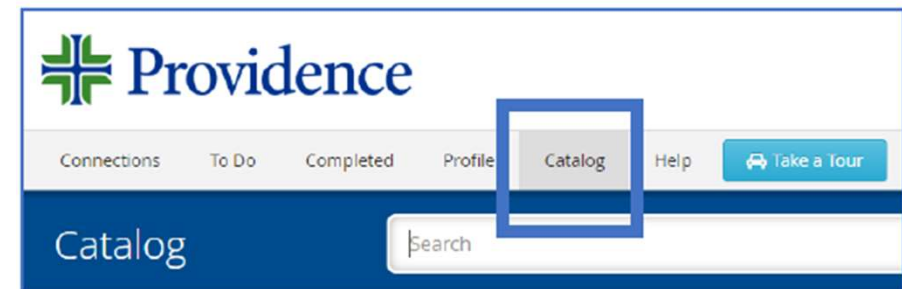 Providence
Connections To Do Completed Profile Catalog Help Take a Tour
Catalog Search